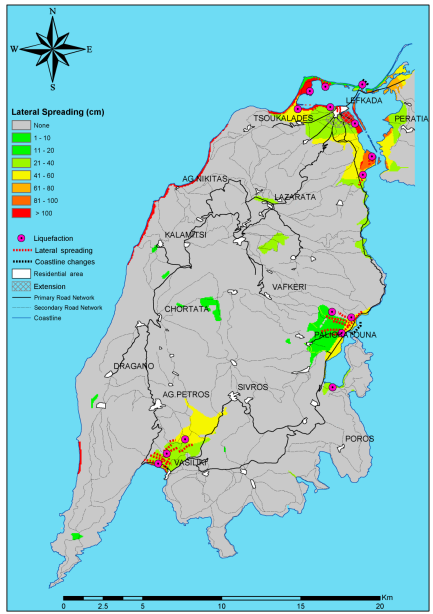 N
W E
S
Lateral Spreading (cm)
None
1 - 10
11 - 20
21 - 40
41 - 60
61 - 80
81 - 100
> 100
Liquefaction
Lateral spreading
Coastline changes
Residential area
Extension
Primary Road Network
Secondary Road Network
Coastline
LEFKADA
TSOUKALADES
PERATIA
AG.NIKITAS
LAZARATA
KALAMITSI
VAFKERI
CHORTATA
DRAGANO
SIVROS
AG.PETROS
POROS
VASILIKI
Km
0 2.5 5 10 15 20